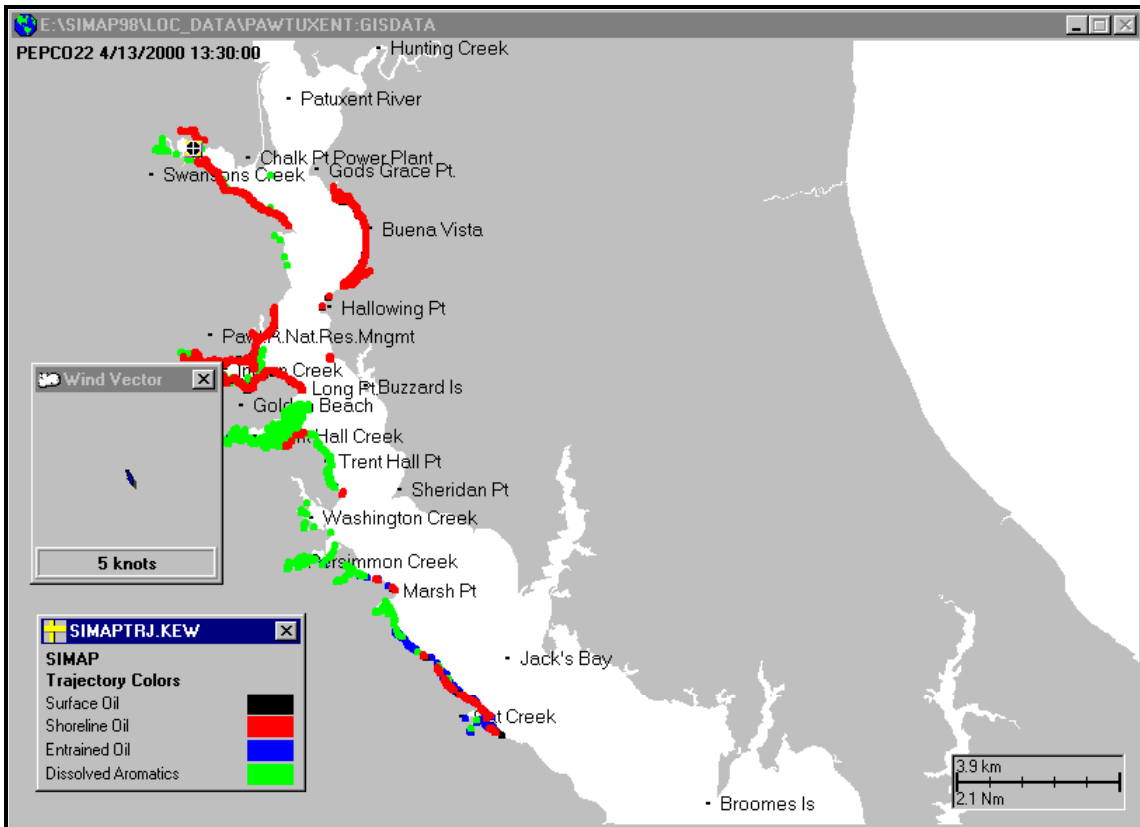 E:\SIMAP98\LOC_DATA\PAWTUXENT:GISDATA
PEPCO22 4/13/2000 13:30:00
Hunting Creek
Patuxent River
Chalk Pt Power Plant
Gods Grace Pt.
Swansons Creek
Buena Vista
Hallowing Pt
R.Nat.Res.Mngmt
Creek
Long Pt.
Buzzard Is
Beach
Hall Creek
Trent Hall Pt
Sheridan Pt
Washington Creek
Creek
Marsh Pt
Jack's Bay
Creek
Broomes Is
Wind Vector
5 knots
SIMAPTRJ.KEW
SIMAP
Trajectory Colors
Surface Oil
Shoreline Oil
Entrained Oil
Dissolved Aromatics
3.9 km
2.1 Nm